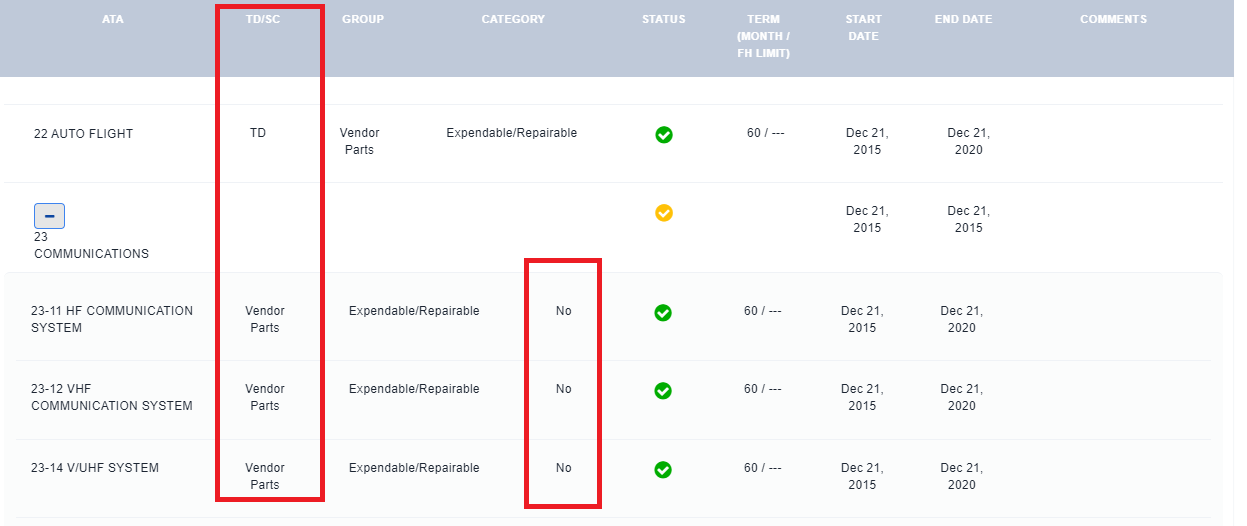 ATA TD/SC GROUP CATEGORY STATUS TERM START END DATE COMMENTS
(MONTH / DATE
FH LIMIT)
22 AUTO FLIGHT TD Vendor Expendable/Repairable 60 / --- Dec 21, Dec 21,
Parts 2015 2020
Dec 21, Dec 21,
23 2015 2015
COMMUNICATIONS
23-11 HF COMMUNICATION Vendor Expendable/Repairable No 60 / --- Dec 21, Dec 21,
SYSTEM Parts 2015 2020
23-12 VHF Vendor Expendable/Repairable No 60 / --- Dec 21, Dec 21,
COMMUNICATION SYSTEM Parts 2015 2020
23-14 V/UHF SYSTEM Vendor Expendable/Repairable No 60 / --- Dec 21, Dec 21,
Parts 2015 2020